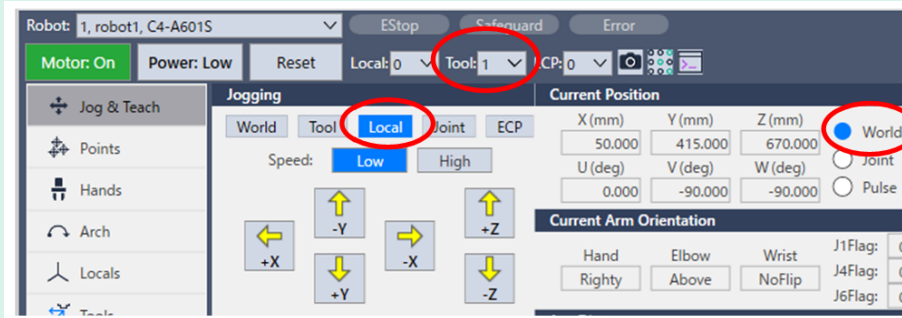 Robot: 1, robot1, C4-A601S EStop Safeguard Error
Motor: On Power: Low Reset Local: 0 Tool: 1 ECP: 0
Jog & Teach
Points
Hands
Arch
Locals
Tools
Jogging
World Tool Local Joint ECP
Speed: Low High
-Y +Z
+X -X
+Y -Z
Current Position
X (mm) Y (mm) Z (mm)
50.000 415.000 670.000 World
U (deg) V (deg) W (deg) Joint
0.000 -90.000 -90.000 Pulse
Current Arm Orientation
Hand Elbow Wrist J1Flag:
Righty Above NoFlip J4Flag:
J6Flag: